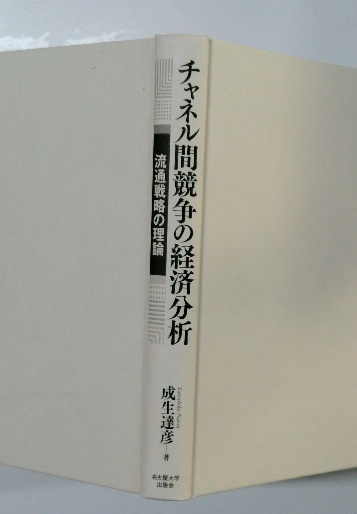 チャネル間競争の経済分析
流通戦略の理論
成生達彦 著
名古屋大学
出版会